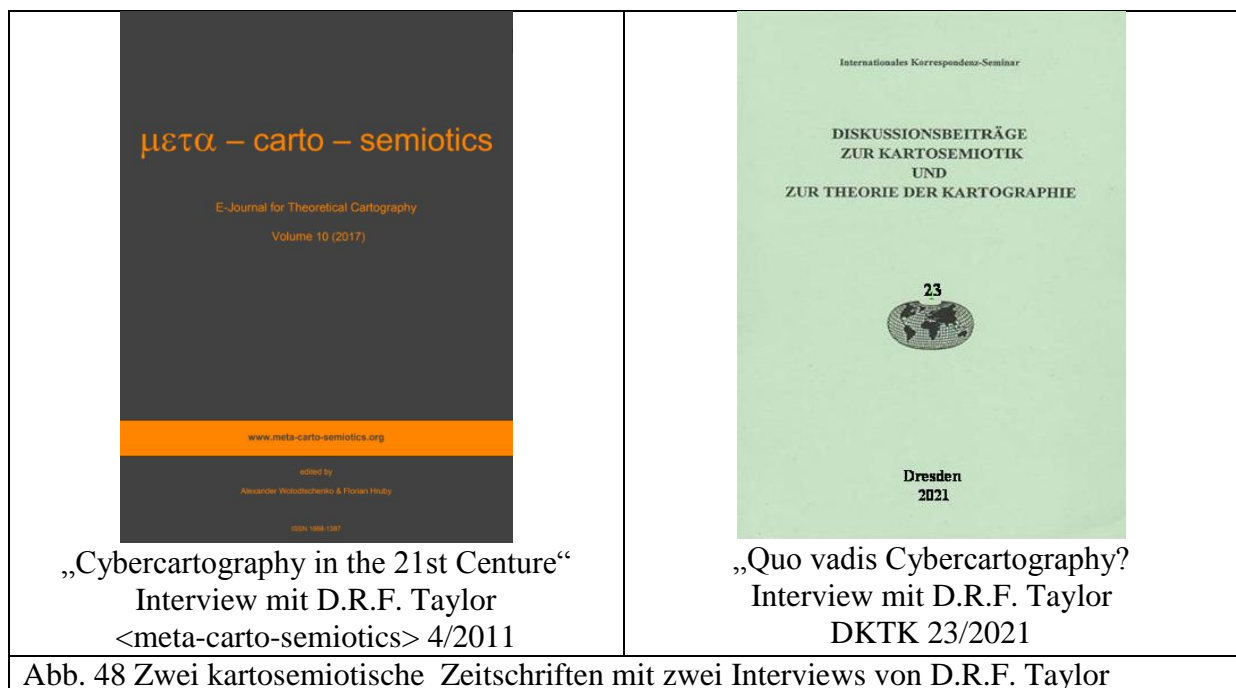 μετα – carto – semiotics
E-Journal for Theoretical Cartography
Volume 10 (2017)
www.meta-carto-semiotics.org
edited by
Alexander Wolodtschenko & Florian Hruby
ISSN 1868-1387
„Cybercartography in the 21st Centure“
Interview mit D.R.F. Taylor
<meta-carto-semiotics> 4/2011
Internationales Korrespondenz-Seminar
DISKUSSIONSBEITRÄGE
ZUR KARTOSEMIOTIK
UND
ZUR THEORIE DER KARTOGRAPHIE
23
Dresden
2021
„Quo vadis Cybercartography?
Interview mit D.R.F. Taylor
DKTK 23/2021
Abb. 48 Zwei kartosemiotische Zeitschriften mit zwei Interviews von D.R.F. Taylor